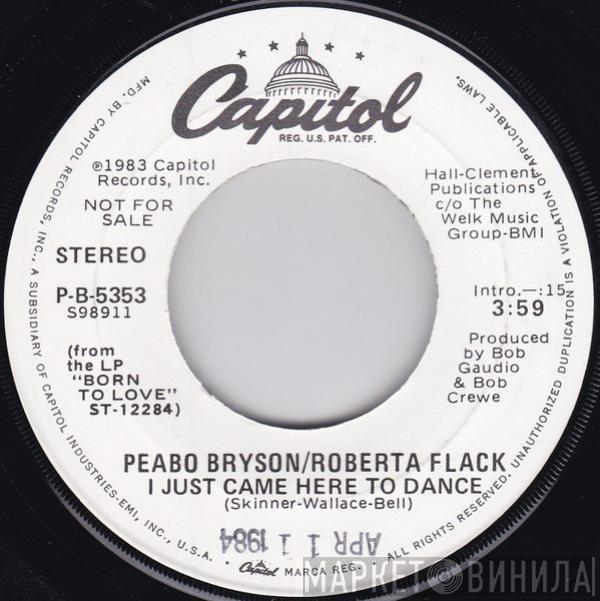 Capitol
REG. U.S. PAT. OFF.
℗1983 Capitol
Records, Inc.
NOT FOR
SALE
STEREO
P-B-5353
S98911
(from
the LP
"BORN
TO LOVE"
ST-12284)
Hall-Clement
Publications
c/o The
Welk Music
Group-BMI
Intro.—:15
3:59
Produced
by Bob
Gaudio
& Bob
Crewe
PEABO BRYSON/ROBERTA FLACK
I JUST CAME HERE TO DANCE
(Skinner-Wallace-Bell)
APR 11 1984
Capitol MARCA REG.
MFD. BY CAPITOL RECORDS, INC., A SUBSIDIARY OF CAPITOL INDUSTRIES-EMI, INC., U.S.A. • ALL RIGHTS RESERVED. UNAUTHORIZED DUPLICATION IS A VIOLATION OF APPLICABLE LAWS.
МАРКЕТ ВИНИЛА